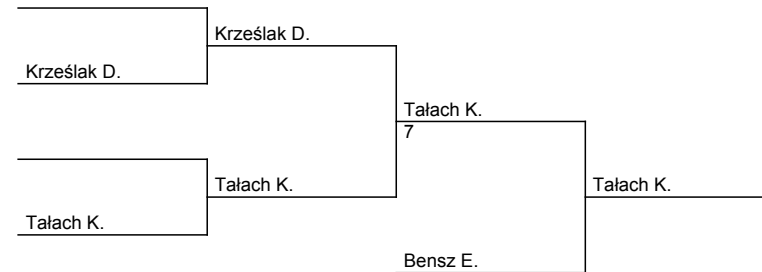 Krześlak D.
Krześlak D.
Tałach K.
7
Tałach K.
Tałach K.
Tałach K.
Bensz E.